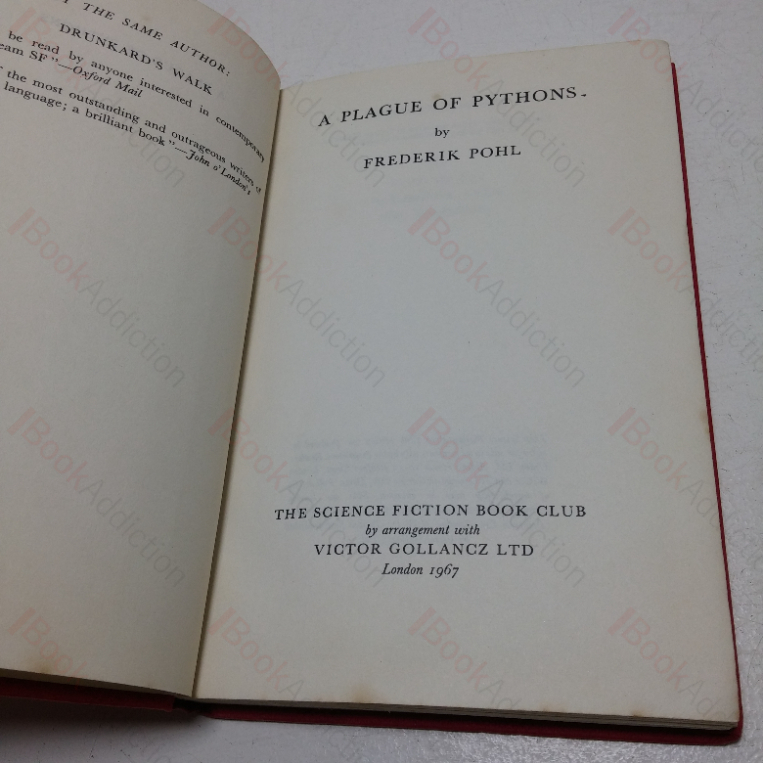 THE SAME AUTHOR:
DRUNKARD'S WALK
be read by anyone interested in contemporary
eam SF"—Oxford Mail
the most outstanding and outrageous writers of
language; a brilliant book"—John o'London's
A PLAGUE OF PYTHONS
by
FREDERIK POHL
THE SCIENCE FICTION BOOK CLUB
by arrangement with
VICTOR GOLLANCZ LTD
London 1967
BookAddiction